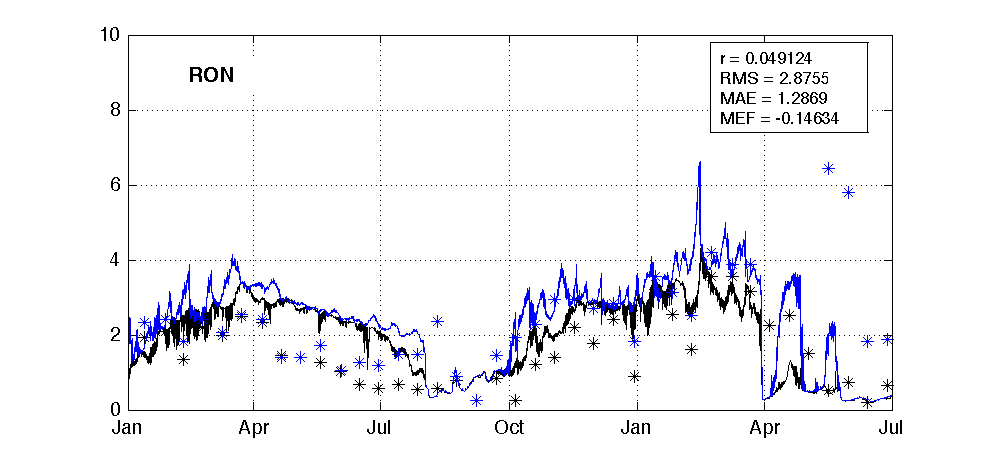 10
8
6
4
2
0
RON
r = 0.049124
RMS = 2.8755
MAE = 1.2869
MEF = -0.14634
Jan Apr Jul Oct Jan Apr Jul